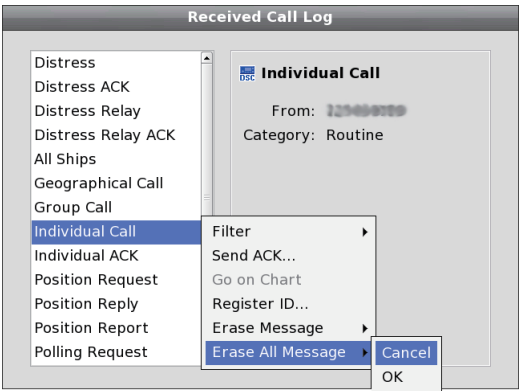 Received Call Log
Distress
Distress ACK
Distress Relay
Distress Relay ACK
All Ships
Geographical Call
Group Call
Individual Call
Individual ACK
Position Request
Position Reply
Position Report
Polling Request
DSC Individual Call
From:
Category: Routine
Filter
Send ACK...
Go on Chart
Register ID...
Erase Message
Erase All Message
Cancel
OK